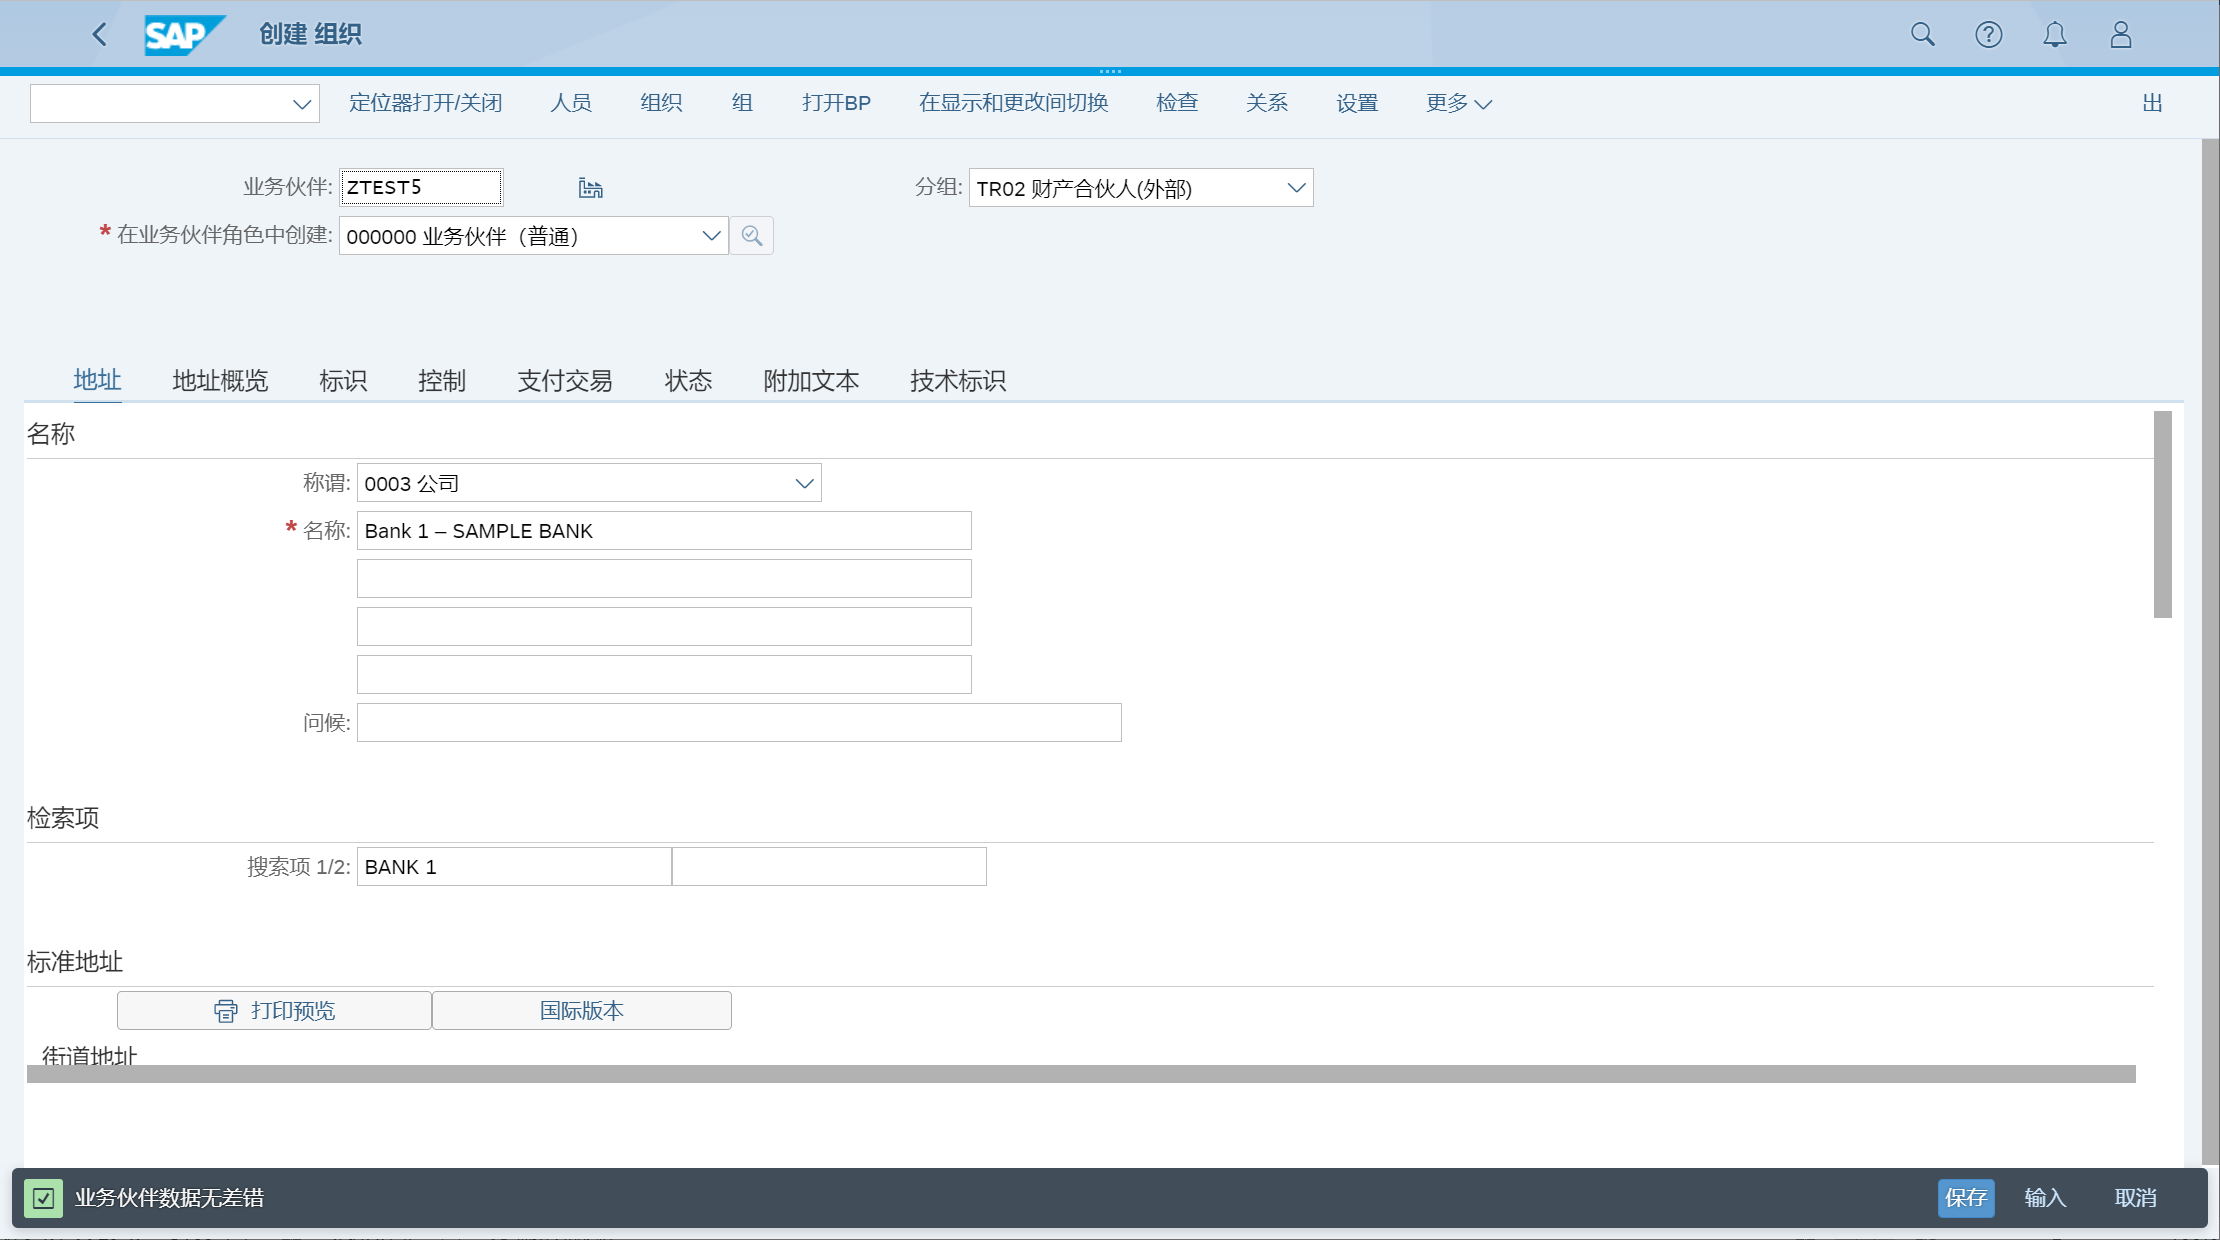 SAP 创建 组织
定位器打开/关闭 人员 组织 组 打开BP 在显示和更改间切换 检查 关系 设置 更多 出
业务伙伴: ZTEST5 分组: TR02 财产合伙人(外部)
* 在业务伙伴角色中创建: 000000 业务伙伴（普通）
地址 地址概览 标识 控制 支付交易 状态 附加文本 技术标识
名称
称谓: 0003 公司
* 名称: Bank 1 – SAMPLE BANK
问候:
检索项
搜索项 1/2: BANK 1
标准地址
打印预览 国际版本
街道地址
业务伙伴数据无差错 保存 输入 取消